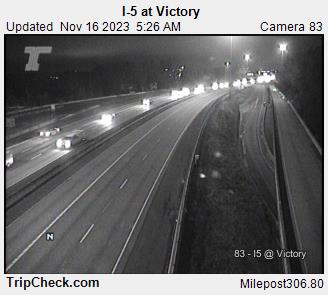 I-5 at Victory
Updated Nov 16 2023 5:26 AM Camera 83
T
N
83 - I5 @ Victory
TripCheck.com Milepost306.80